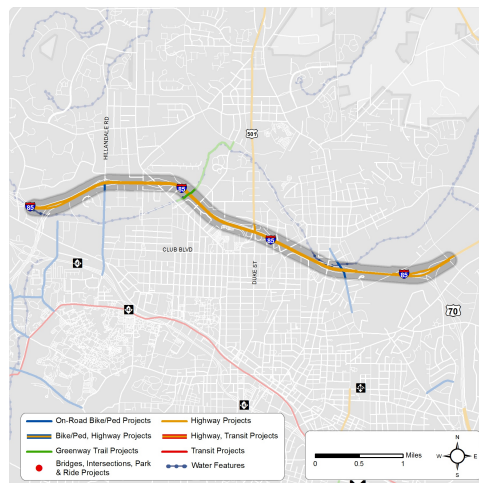 501
HILLANDALE RD
85
85
CLUB BLVD
85
DUKE ST
85
70
On-Road Bike/Ped Projects
Highway Projects
Bike/Ped, Highway Projects
Highway, Transit Projects
Greenway Trail Projects
Transit Projects
Bridges, Intersections, Park
& Ride Projects
Water Features
0 0.5 1 Miles
N
W E
S